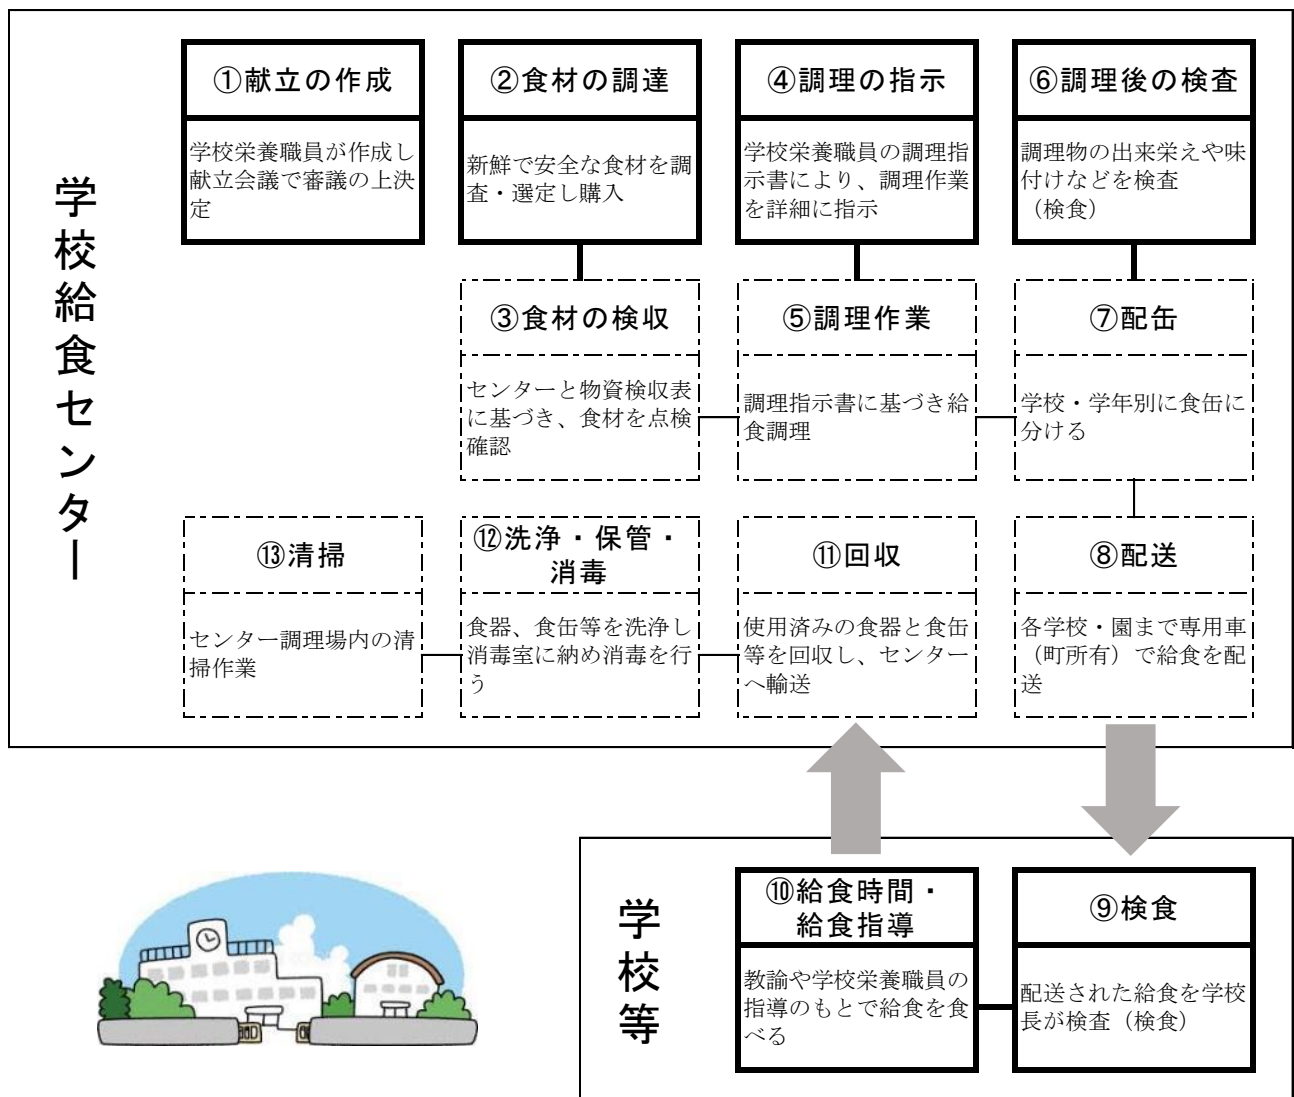 学校給食センター
①献立の作成
学校栄養職員が作成し
献立会議で審議の上決
定
②食材の調達
新鮮で安全な食材を調
査・選定し購入
④調理の指示
学校栄養職員の調理指
示書により、調理作業
を詳細に指示
⑥調理後の検査
調理物の出来栄えや味
付けなどを検査
（検食）
③食材の検収
センターと物資検収表
に基づき、食材を点検
確認
⑤調理作業
調理指示書に基づき給
食調理
⑦配缶
学校・学年別に食缶に
分ける
⑬清掃
センター調理場内の清
掃作業
⑫洗浄・保管・
消毒
食器、食缶等を洗浄し
消毒室に納め消毒を行
う
⑪回収
使用済みの食器と食缶
等を回収し、センター
へ輸送
⑧配送
各学校・園まで専用車
（町所有）で給食を配
送
学校等
⑩給食時間・
給食指導
教諭や学校栄養職員の
指導のもとで給食を食
べる
⑨検食
配送された給食を学校
長が検査（検食）